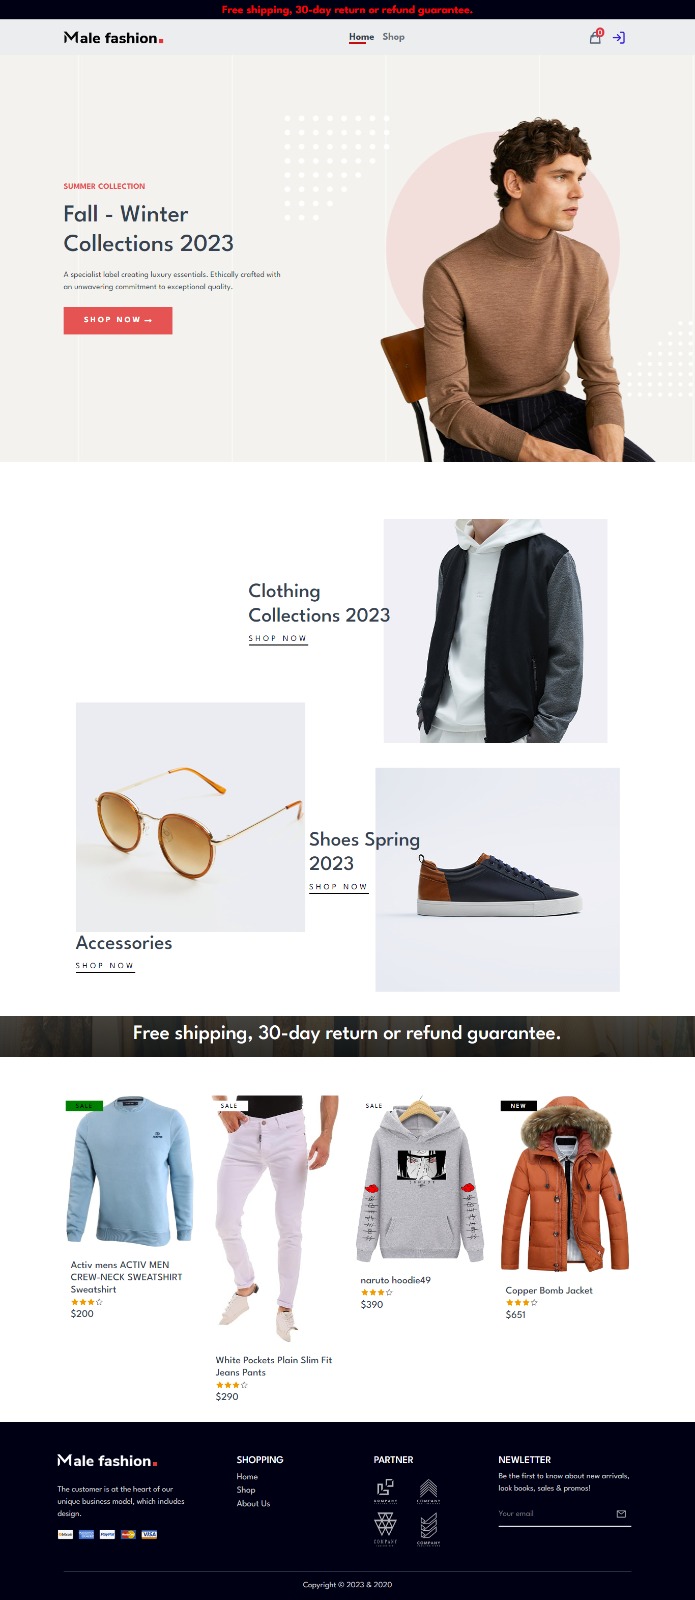 Free shipping, 30-day return or refund guarantee.
Male fashion.
Home Shop
0
SUMMER COLLECTION
Fall - Winter
Collections 2023
A specialist label creating luxury essentials. Ethically crafted with
an unwavering commitment to exceptional quality.
SHOP NOW →
Clothing
Collections 2023
SHOP NOW
Shoes Spring
2023
SHOP NOW
Accessories
SHOP NOW
Free shipping, 30-day return or refund guarantee.
SALE
SALE
SALE
NEW
Activ mens ACTIV MEN
CREW-NECK SWEATSHIRT
Sweatshirt
$200
White Pockets Plain Slim Fit
Jeans Pants
$290
naruto hoodie49
$390
Copper Bomb Jacket
$651
Male fashion.
The customer is at the heart of our
unique business model, which includes
design.
PayPal
VISA
SHOPPING
Home
Shop
About Us
PARTNER
COMPANY
COMPANY
COMPANY
COMPANY
NEWLETTER
Be the first to know about new arrivals,
look books, sales & promos!
Your email
Copyright © 2023 & 2020